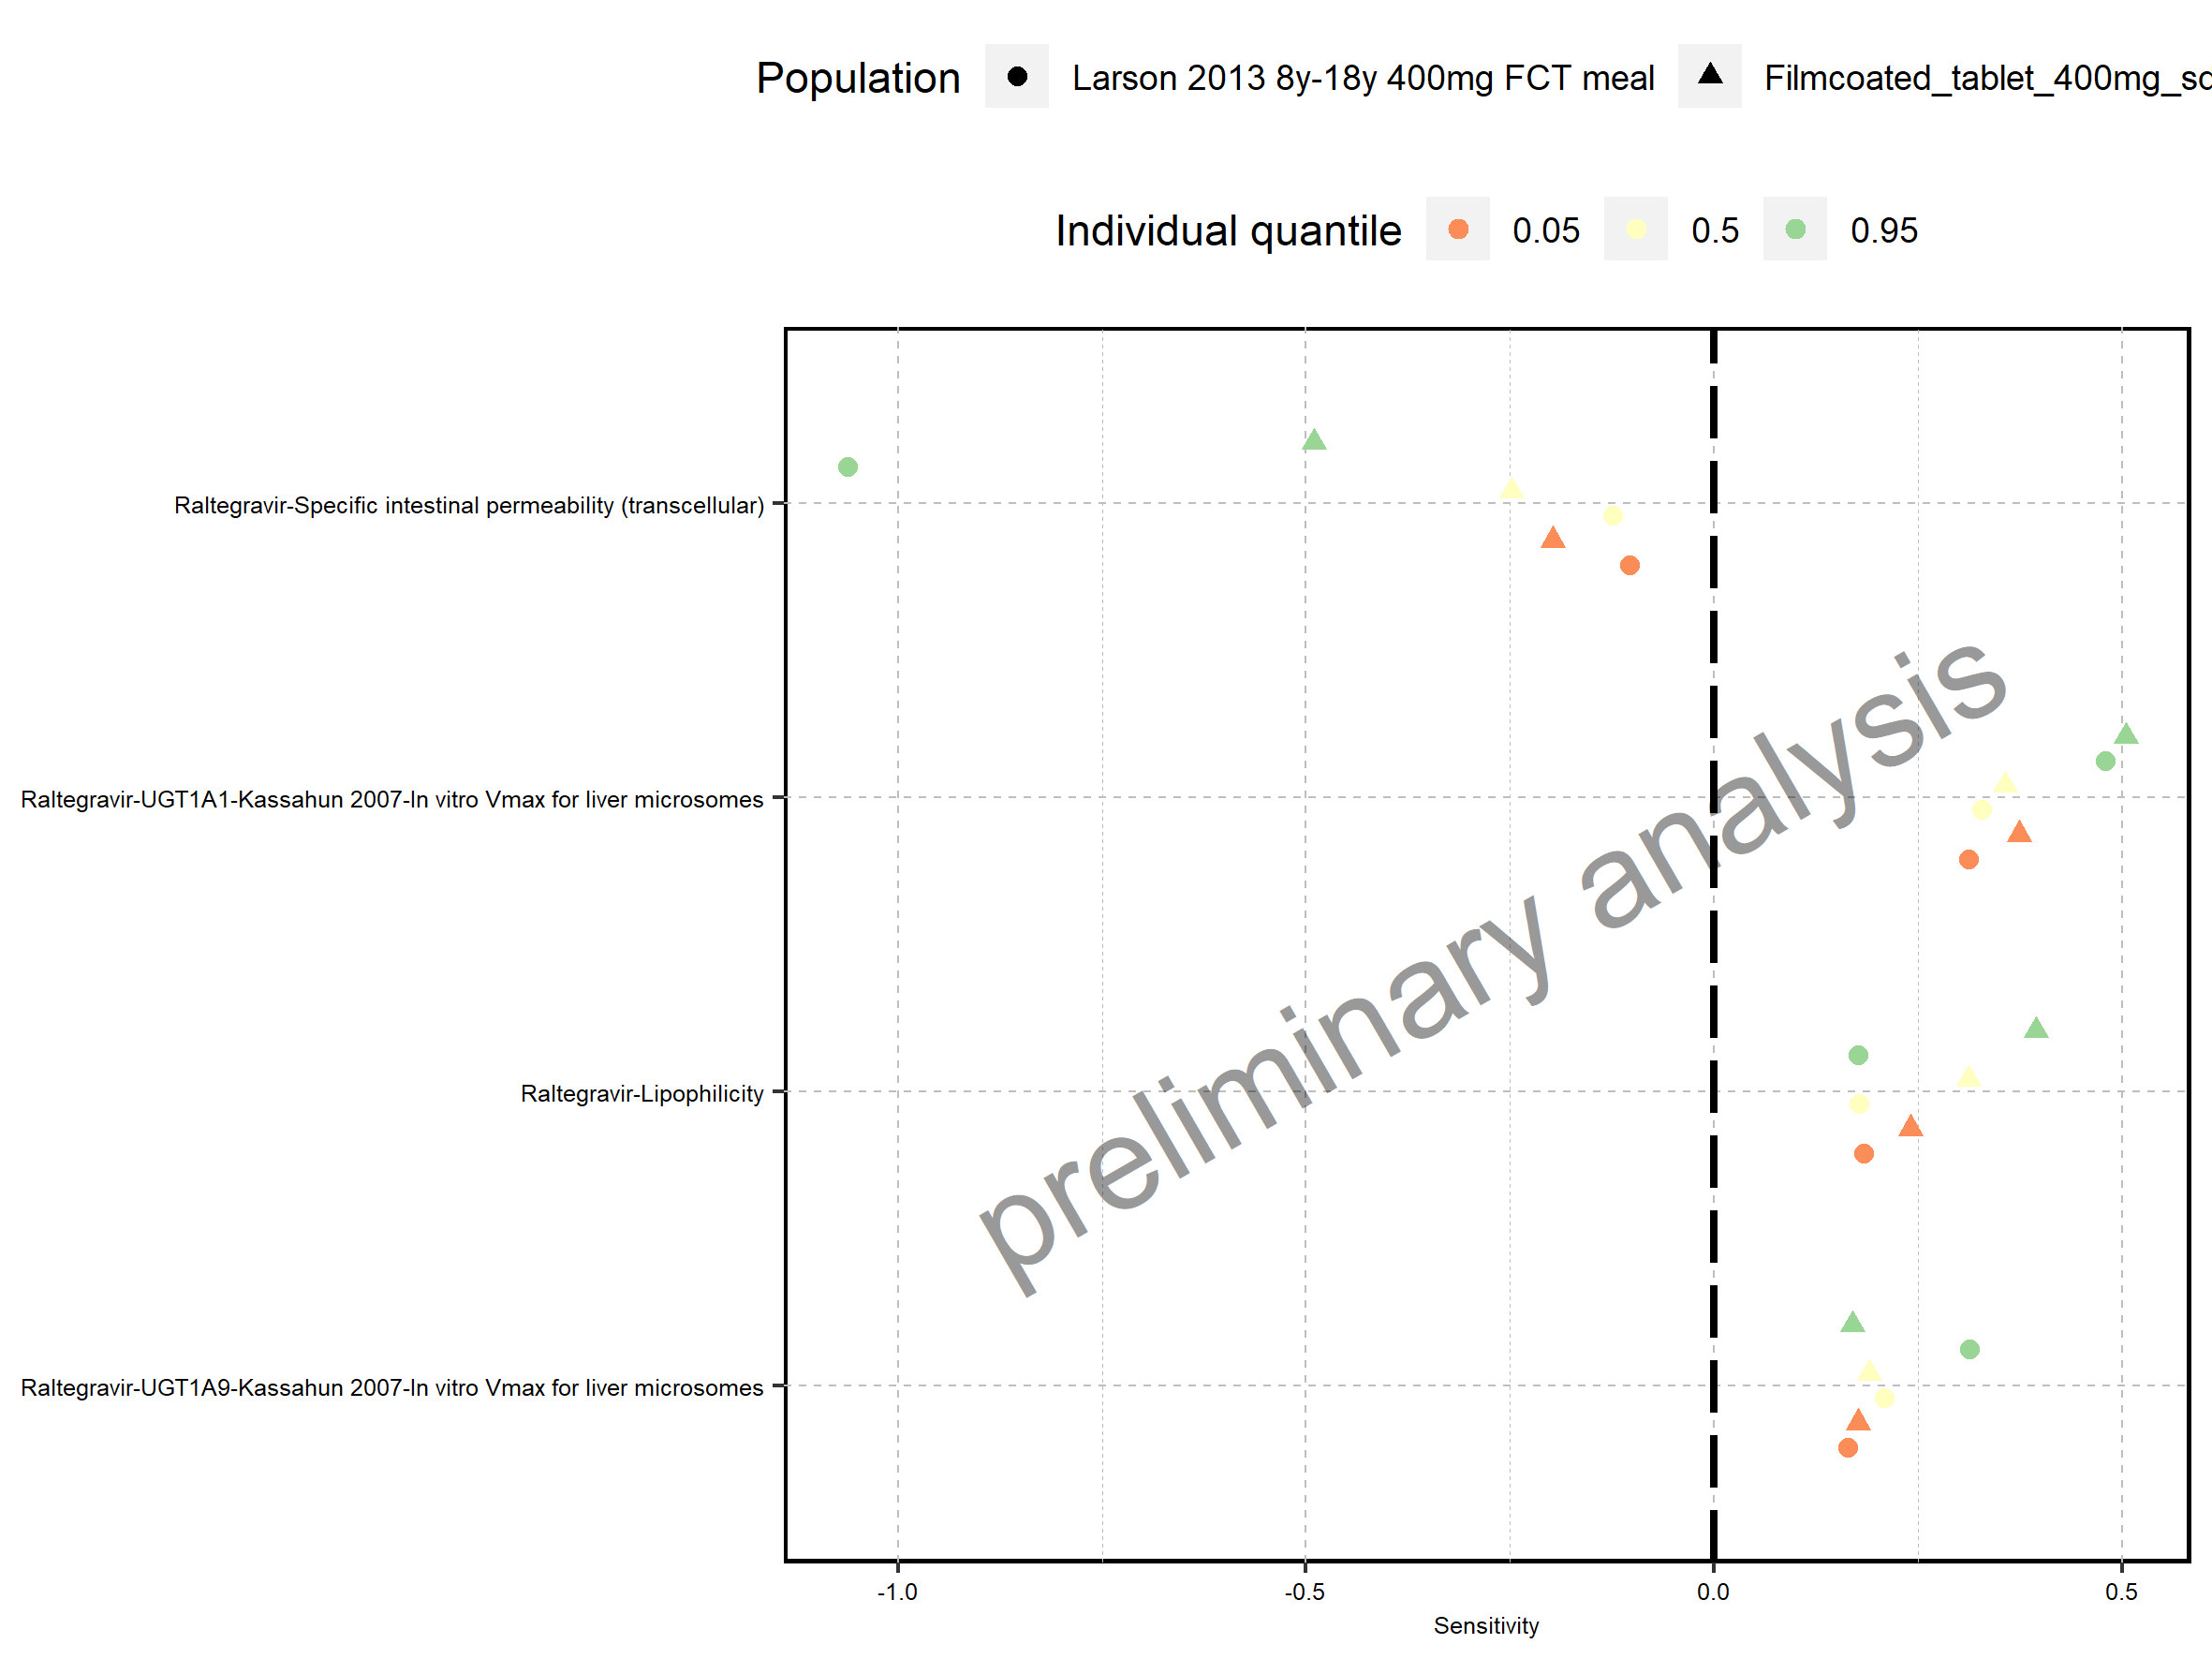 Population Larson 2013 8y-18y 400mg FCT meal Filmcoated_tablet_400mg_sd
Individual quantile 0.05 0.5 0.95
Raltegravir-Specific intestinal permeability (transcellular)
Raltegravir-UGT1A1-Kassahun 2007-In vitro Vmax for liver microsomes
Raltegravir-Lipophilicity
Raltegravir-UGT1A9-Kassahun 2007-In vitro Vmax for liver microsomes
preliminary analysis
-1.0 -0.5 0.0 0.5
Sensitivity